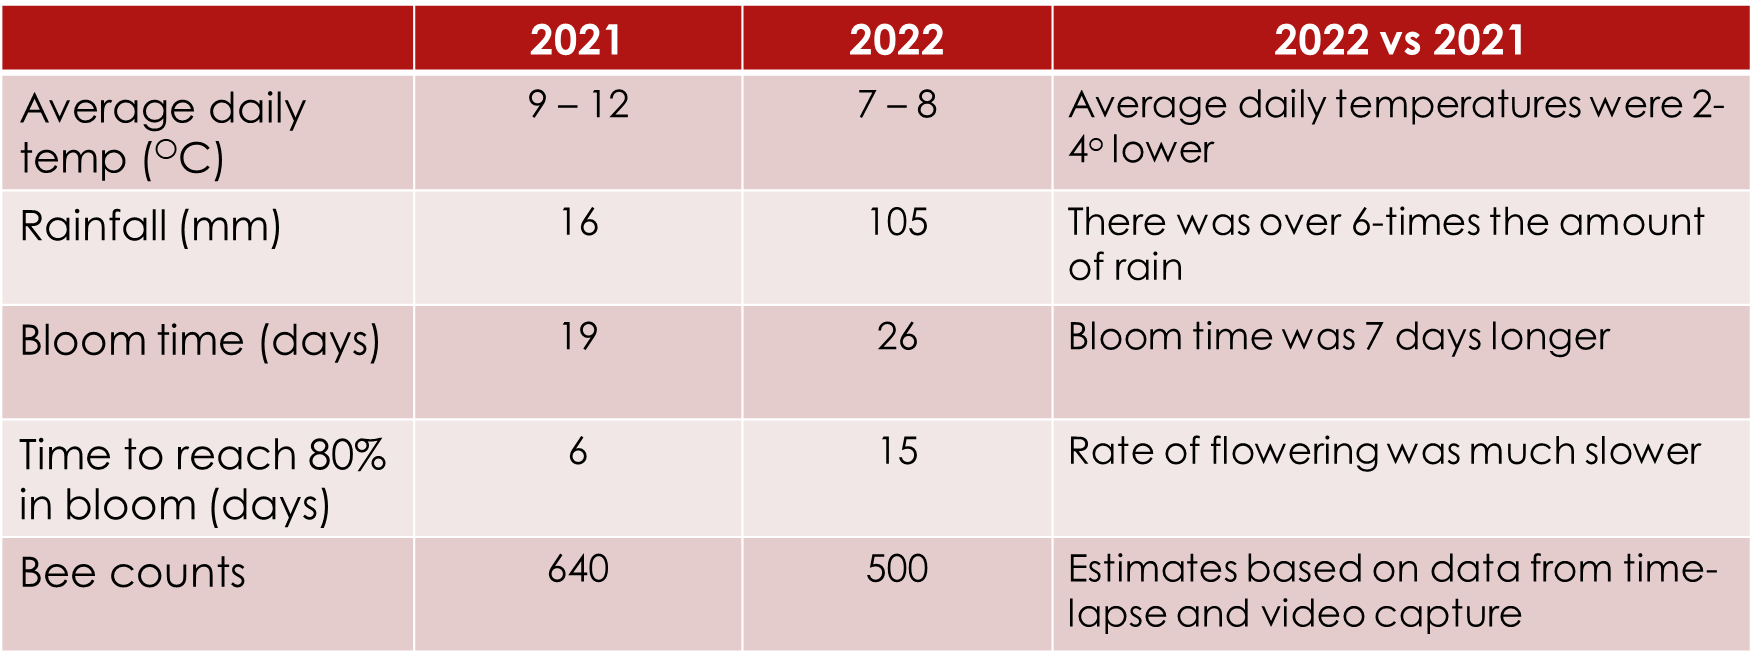 2021 2022 2022 vs 2021
Average daily temp (°C) 9 – 12 7 – 8 Average daily temperatures were 2-
4° lower
Rainfall (mm) 16 105 There was over 6-times the amount
of rain
Bloom time (days) 19 26 Bloom time was 7 days longer
Time to reach 80%
in bloom (days) 6 15 Rate of flowering was much slower
Bee counts 640 500 Estimates based on data from time-
lapse and video capture